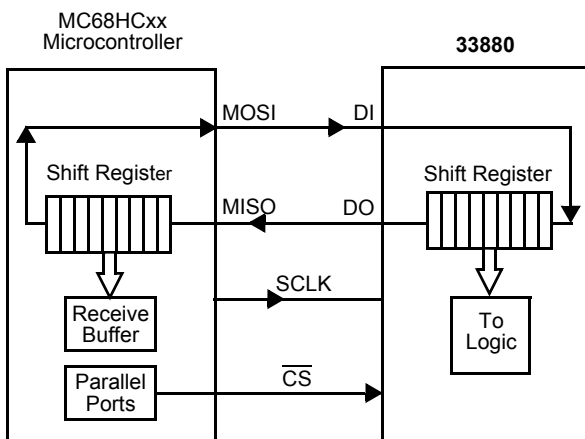 MC68HCxx
Microcontroller
33880
MOSI
DI
Shift Register
Shift Register
MISO
DO
SCLK
Receive
Buffer
To
Logic
Parallel
Ports
CS